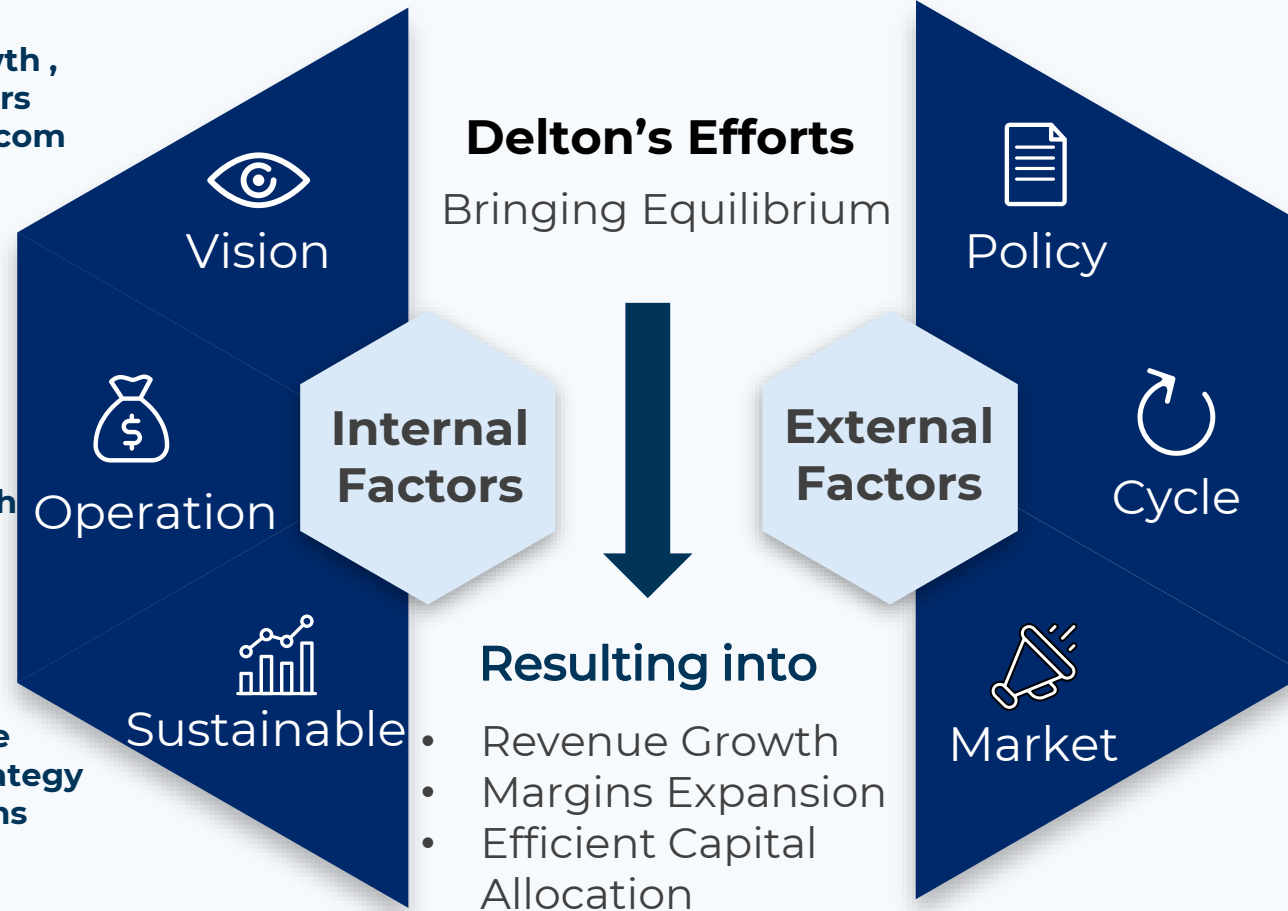 Delton's Efforts
Bringing Equilibrium
Vision
Operation
Sustainable
Internal
Factors
External
Factors
Policy
Cycle
Market
Resulting into
• Revenue Growth
• Margins Expansion
• Efficient Capital
Allocation